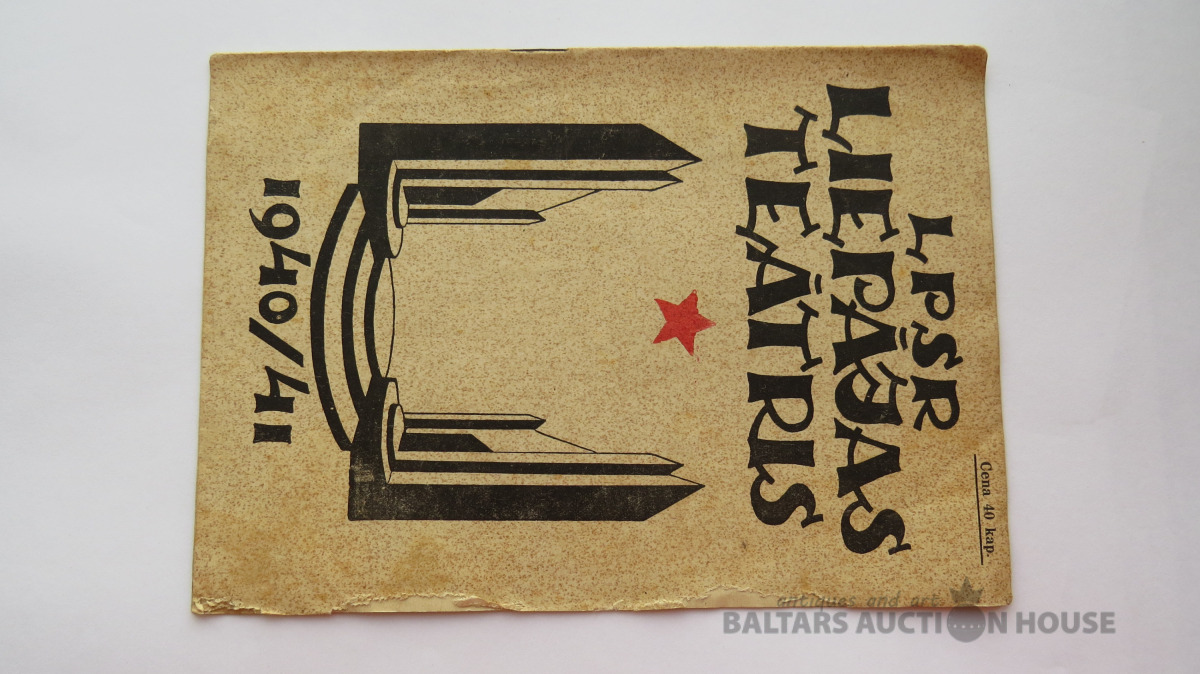 Cena 40 kap.
LPSR
LIEPĀJAS
TEĀTRIS
1940/41
antiques and art
BALTARS AUCTION HOUSE